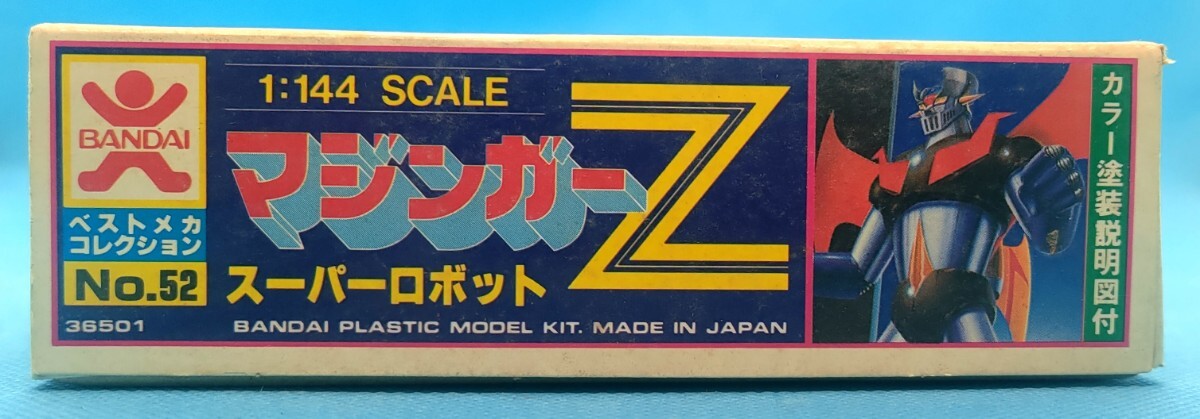 BANDAI
ベストメカ
コレクション
No.52
36501
1:144 SCALE
マジンガーZ
スーパーロボット
BANDAI PLASTIC MODEL KIT. MADE IN JAPAN
カラー塗装説明図付